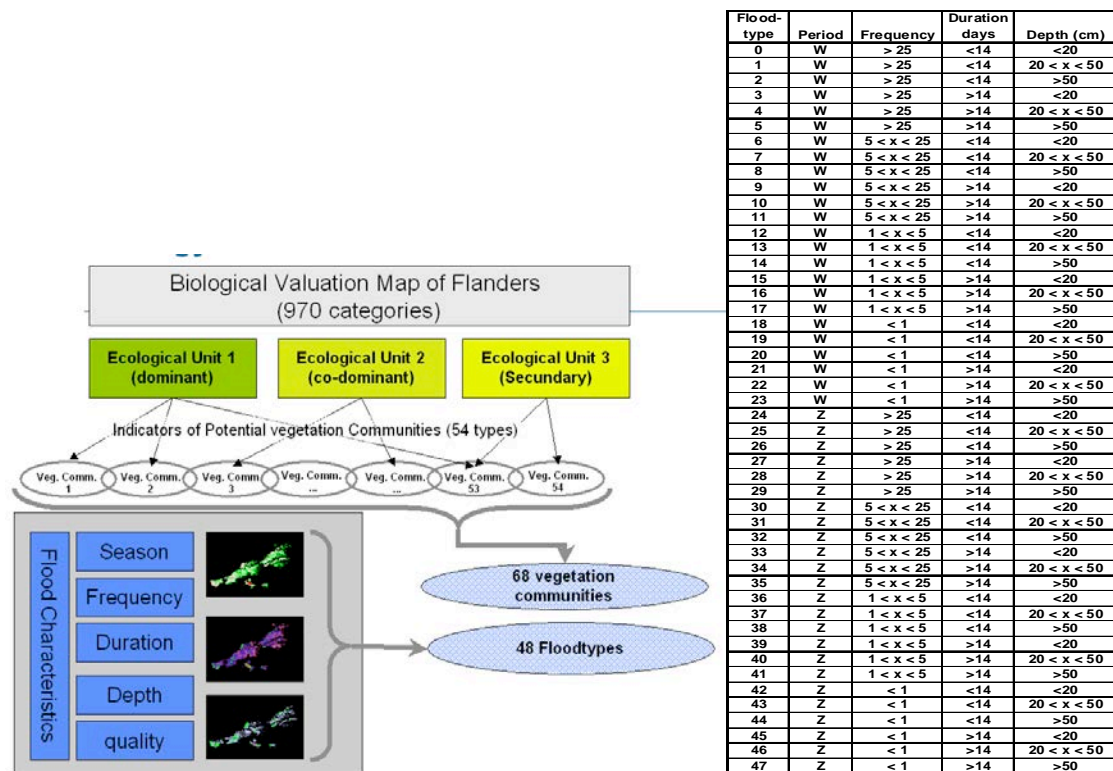 Biological Valuation Map of Flanders
(970 categories)
Ecological Unit 1
(dominant)
Ecological Unit 2
(co-dominant)
Ecological Unit 3
(Secundary)
Indicators of Potential vegetation Communities (54 types)
Veg. Comm.
1
Veg. Comm.
2
Veg. Comm.
3
Veg. Comm.
...
Veg. Comm.
...
Veg. Comm.
53
Veg. Comm.
54
Flood Characteristics
Season
Frequency
Duration
Depth
quality
68 vegetation
communities
48 Floodtypes
Flood-type Period Frequency Duration days Depth (cm)
0 W > 25 <14 <20
1 W > 25 <14 20 < x < 50
2 W > 25 <14 >50
3 W > 25 >14 <20
4 W > 25 >14 20 < x < 50
5 W > 25 >14 >50
6 W 5 < x < 25 <14 <20
7 W 5 < x < 25 <14 20 < x < 50
8 W 5 < x < 25 <14 >50
9 W 5 < x < 25 >14 <20
10 W 5 < x < 25 >14 20 < x < 50
11 W 5 < x < 25 >14 >50
12 W 1 < x < 5 <14 <20
13 W 1 < x < 5 <14 20 < x < 50
14 W 1 < x < 5 <14 >50
15 W 1 < x < 5 >14 <20
16 W 1 < x < 5 >14 20 < x < 50
17 W 1 < x < 5 >14 >50
18 W < 1 <14 <20
19 W < 1 <14 20 < x < 50
20 W < 1 <14 >50
21 W < 1 >14 <20
22 W < 1 >14 20 < x < 50
23 W < 1 >14 >50
24 Z > 25 <14 <20
25 Z > 25 <14 20 < x < 50
26 Z > 25 <14 >50
27 Z > 25 >14 <20
28 Z > 25 >14 20 < x < 50
29 Z > 25 >14 >50
30 Z 5 < x < 25 <14 <20
31 Z 5 < x < 25 <14 20 < x < 50
32 Z 5 < x < 25 <14 >50
33 Z 5 < x < 25 >14 <20
34 Z 5 < x < 25 >14 20 < x < 50
35 Z 5 < x < 25 >14 >50
36 Z 1 < x < 5 <14 <20
37 Z 1 < x < 5 <14 20 < x < 50
38 Z 1 < x < 5 <14 >50
39 Z 1 < x < 5 >14 <20
40 Z 1 < x < 5 >14 20 < x < 50
41 Z 1 < x < 5 >14 >50
42 Z < 1 <14 <20
43 Z < 1 <14 20 < x < 50
44 Z < 1 <14 >50
45 Z < 1 >14 <20
46 Z < 1 >14 20 < x < 50
47 Z < 1 >14 >50